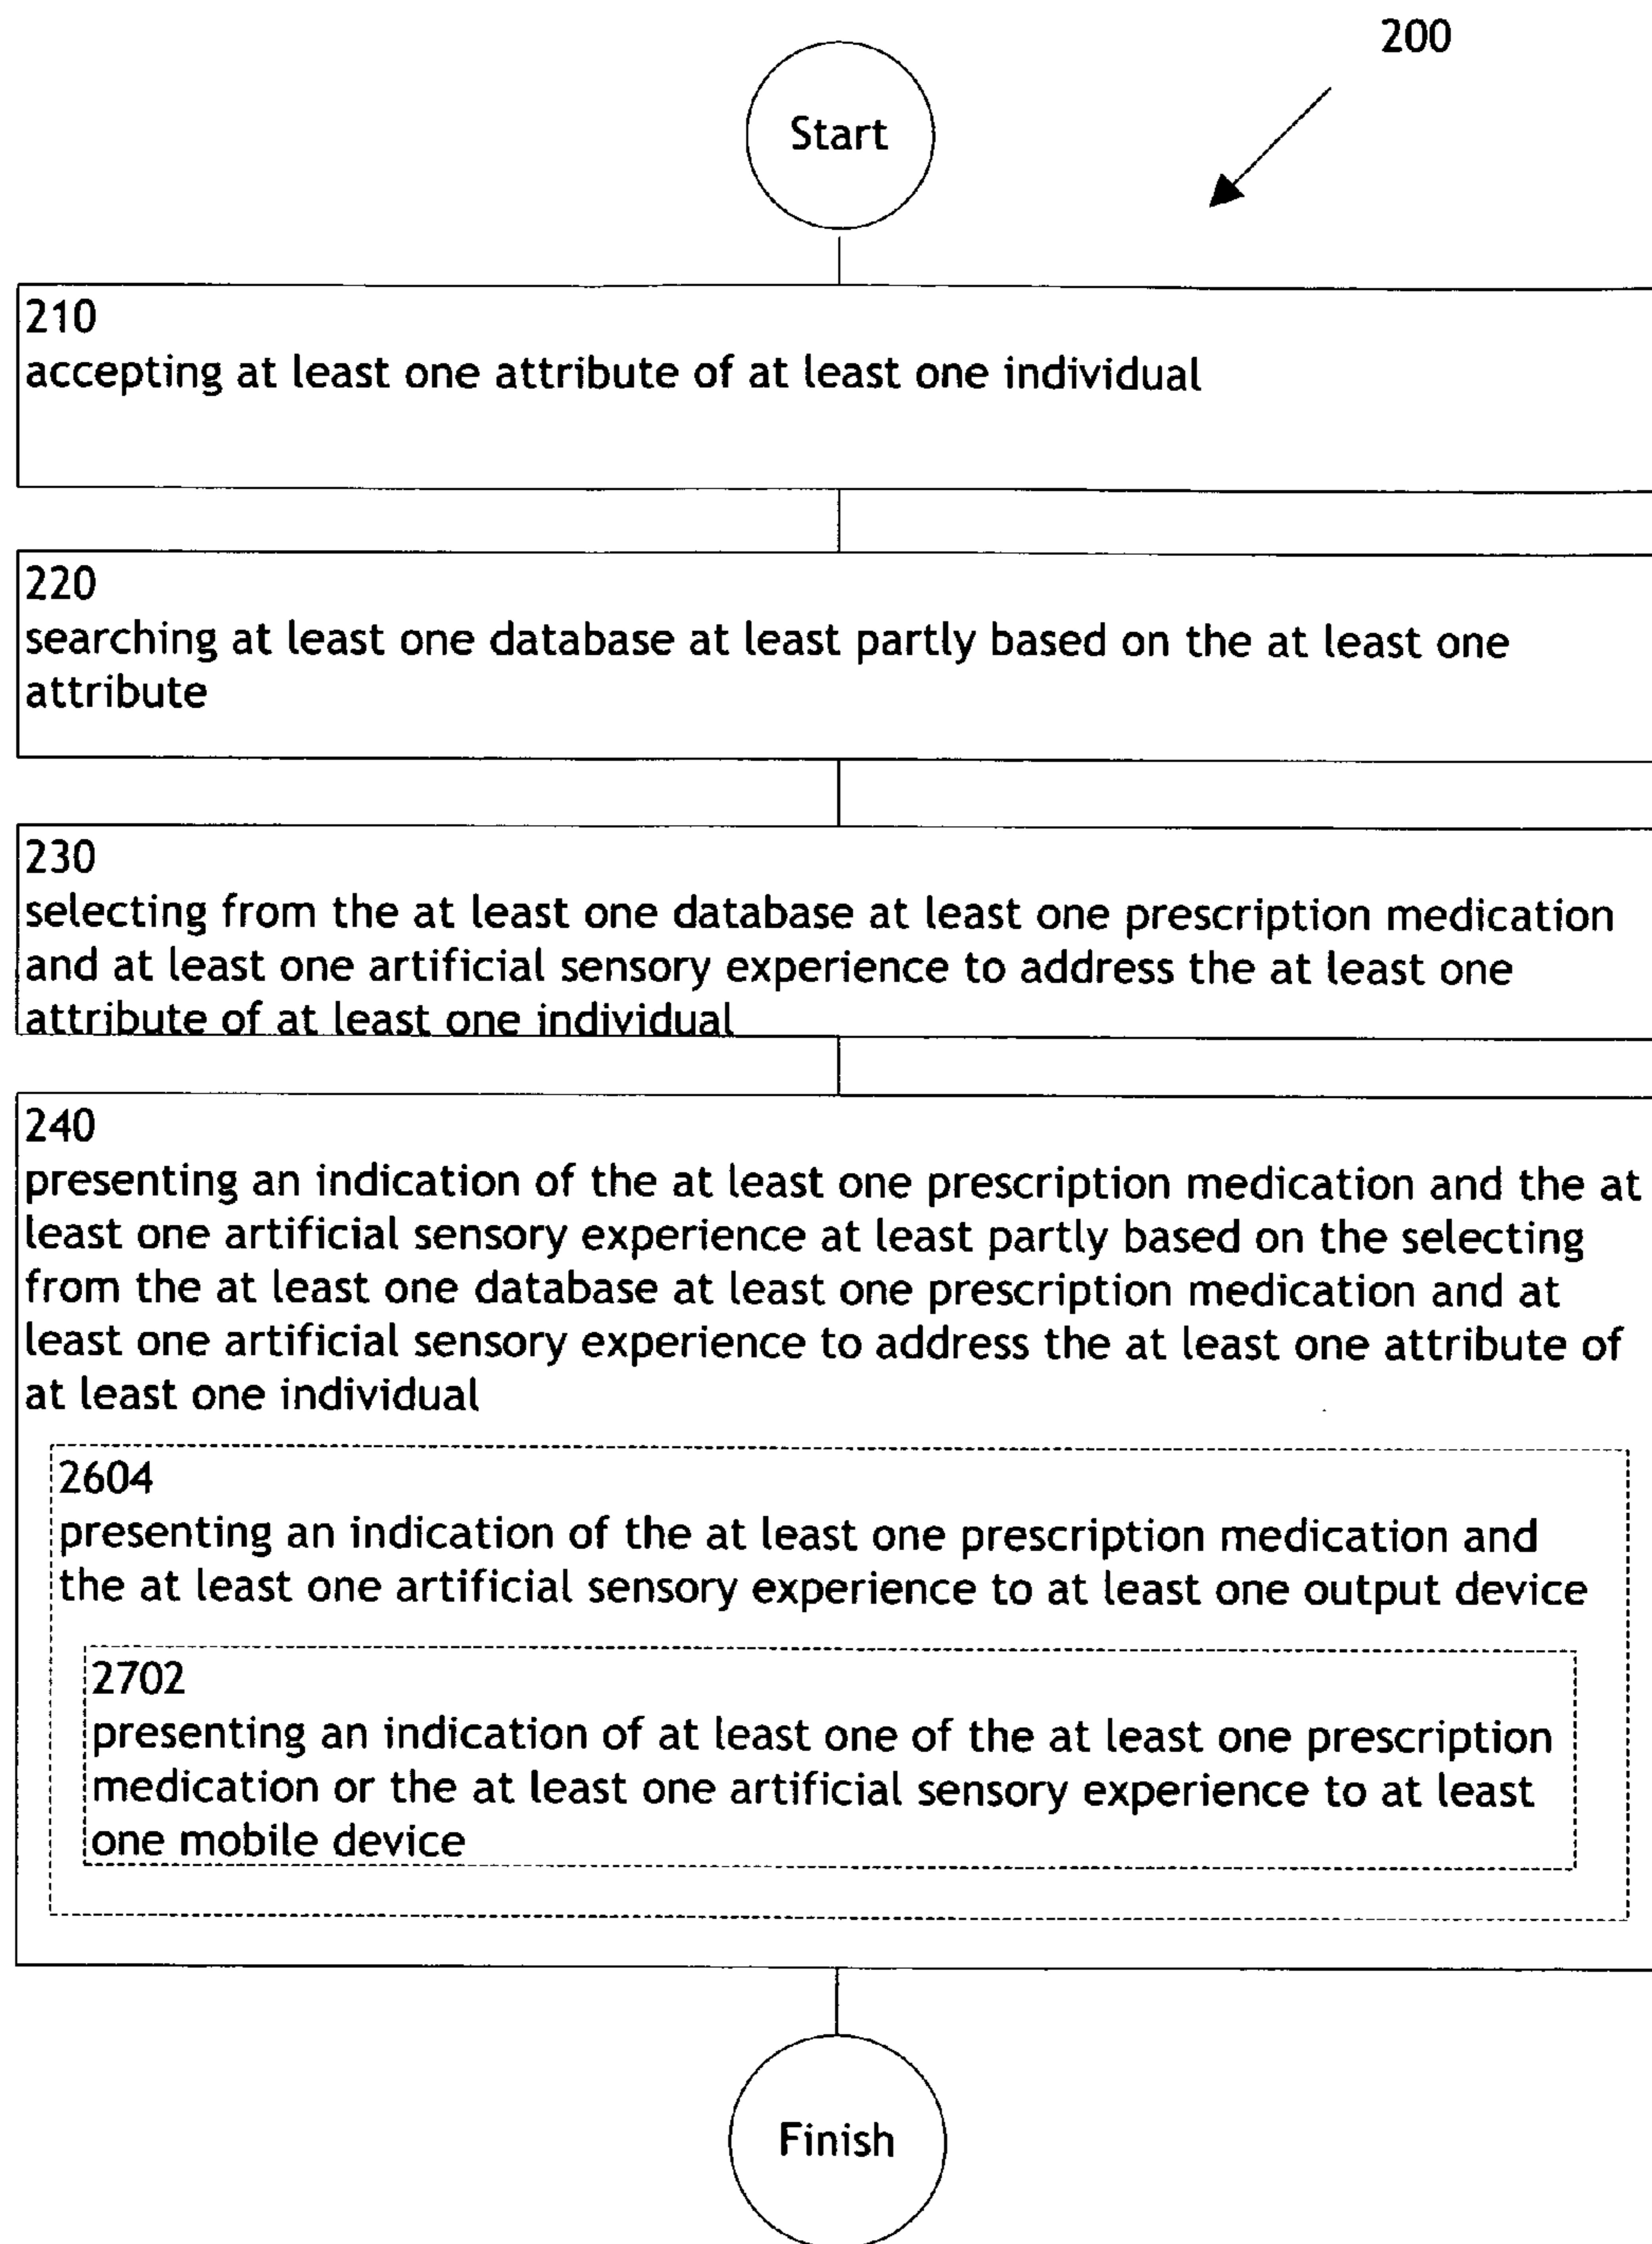 200
Start
210
accepting at least one attribute of at least one individual
220
searching at least one database at least partly based on the at least one
attribute
230
selecting from the at least one database at least one prescription medication
and at least one artificial sensory experience to address the at least one
attribute of at least one individual
240
presenting an indication of the at least one prescription medication and the at
least one artificial sensory experience at least partly based on the selecting
from the at least one database at least one prescription medication and at
least one artificial sensory experience to address the at least one attribute of
at least one individual
2604
presenting an indication of the at least one prescription medication and
the at least one artificial sensory experience to at least one output device
2702
presenting an indication of at least one of the at least one prescription
medication or the at least one artificial sensory experience to at least
one mobile device
Finish